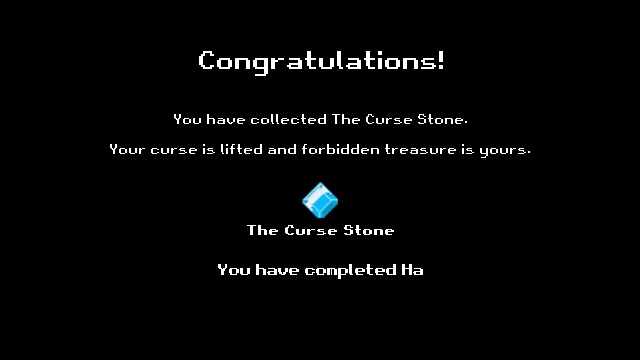 Congratulations!
You have collected The Curse Stone.
Your curse is lifted and forbidden treasure is yours.
The Curse Stone
You have completed Ha